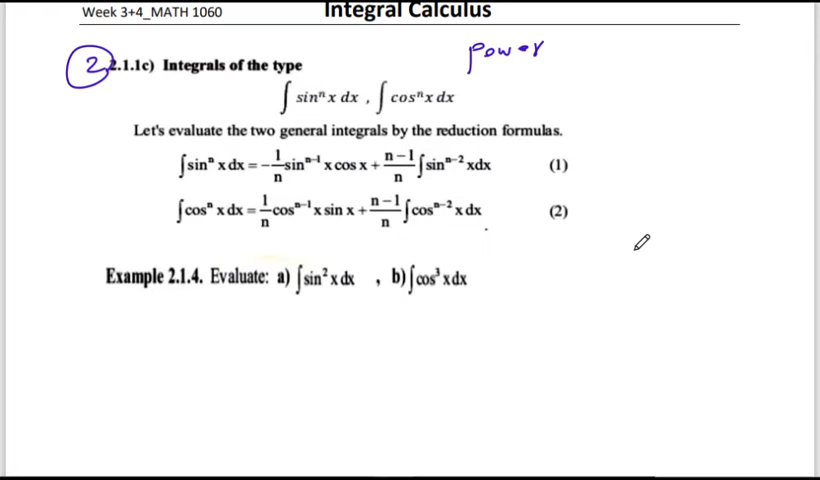 Week 3+4_MATH 1060 Integral Calculus
power
2 2.1.1c) Integrals of the type
∫ sinⁿx dx , ∫ cosⁿx dx
Let's evaluate the two general integrals by the reduction formulas.
∫sinⁿ x dx = −1/n sinⁿ⁻¹ x cos x + n−1/n ∫sinⁿ⁻² xdx (1)
∫cosⁿ x dx = 1/n cosⁿ⁻¹ x sin x + n−1/n ∫cosⁿ⁻² x dx (2)
Example 2.1.4. Evaluate: a) ∫sin² x dx , b) ∫cos³ x dx